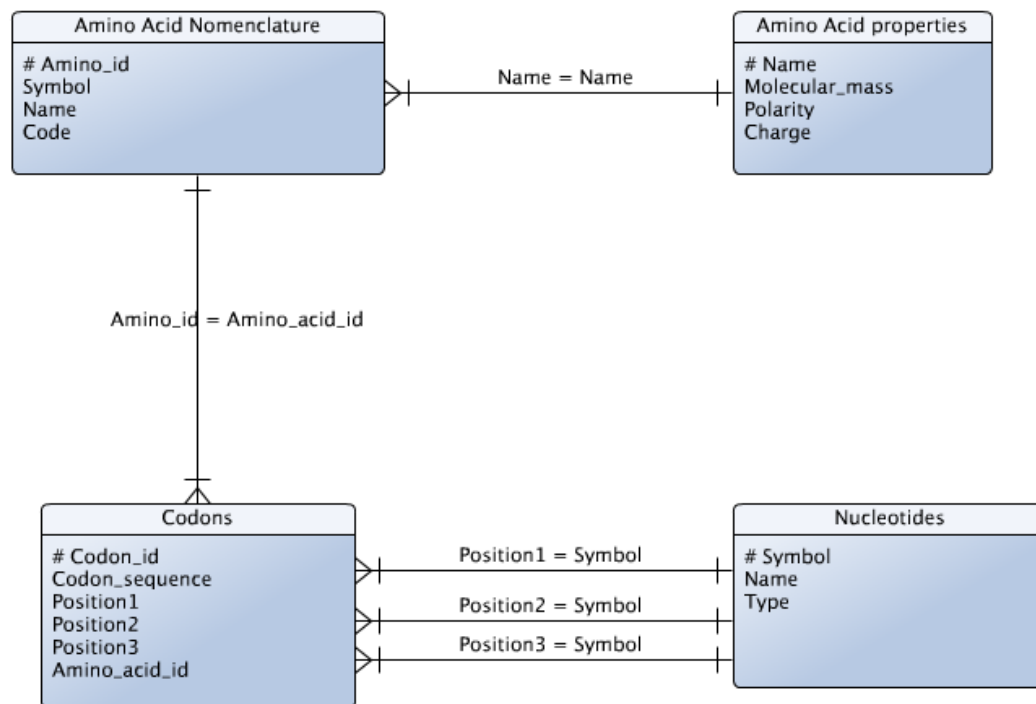 Amino Acid Nomenclature
# Amino_id
Symbol
Name
Code
Name = Name
Amino Acid properties
# Name
Molecular_mass
Polarity
Charge
Amino_id = Amino_acid_id
Codons
# Codon_id
Codon_sequence
Position1
Position2
Position3
Amino_acid_id
Position1 = Symbol
Position2 = Symbol
Position3 = Symbol
Nucleotides
# Symbol
Name
Type